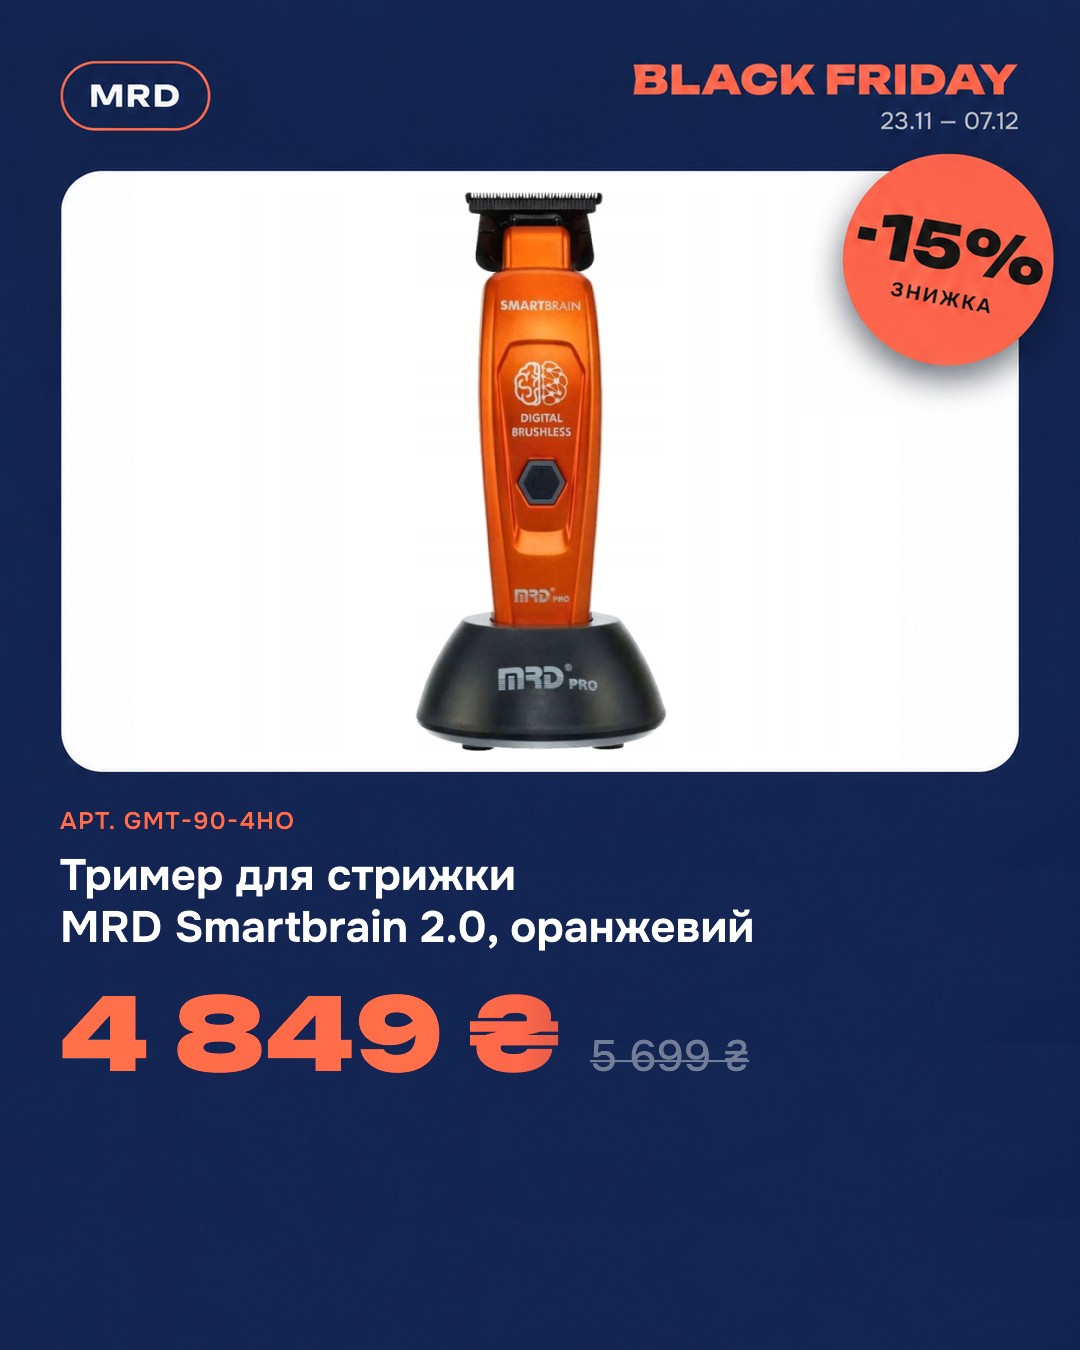 MRD
BLACK FRIDAY
23.11 – 07.12
-15%
ЗНИЖКА
SMARTBRAIN
DIGITAL
BRUSHLESS
MRD® PRO
MRD® PRO
АРТ. GMT-90-4HO
Тример для стрижки
MRD Smartbrain 2.0, оранжевий
4 849 ₴ 5 699 ₴